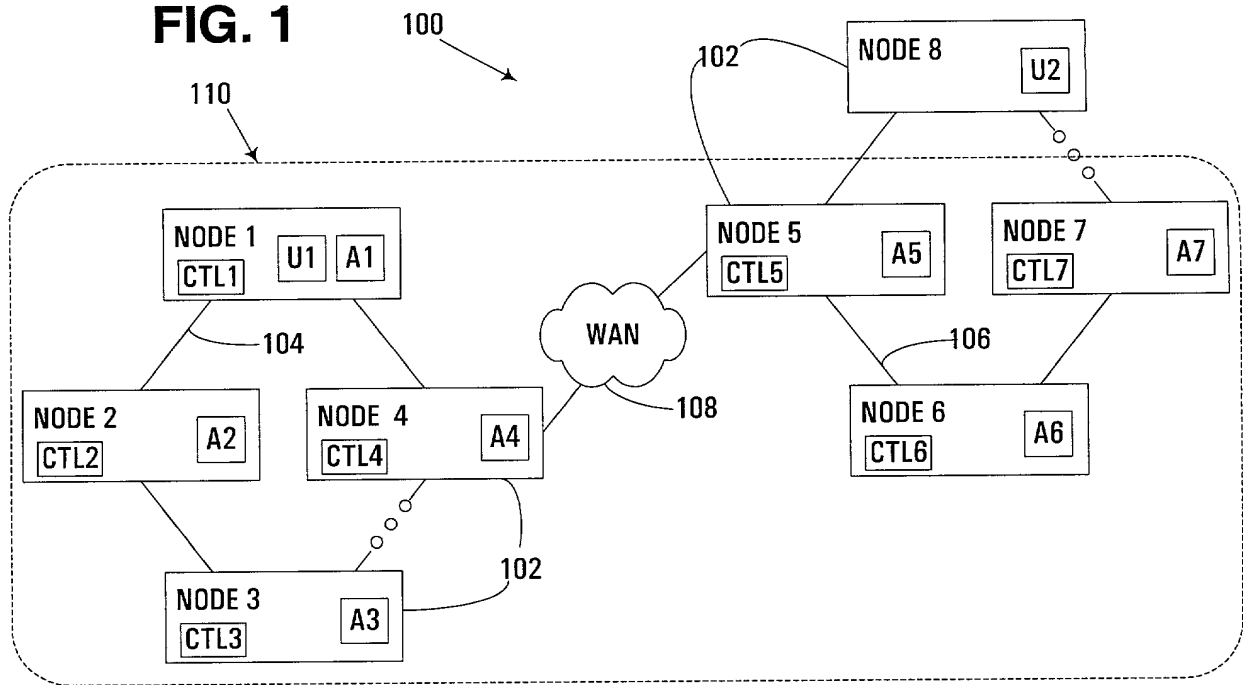 FIG. 1
100
110
102
NODE 8
U2
NODE 1
CTL1
U1
A1
NODE 5
CTL5
A5
NODE 7
CTL7
A7
WAN
104
106
108
NODE 2
CTL2
A2
NODE 4
CTL4
A4
NODE 6
CTL6
A6
NODE 3
CTL3
A3
102